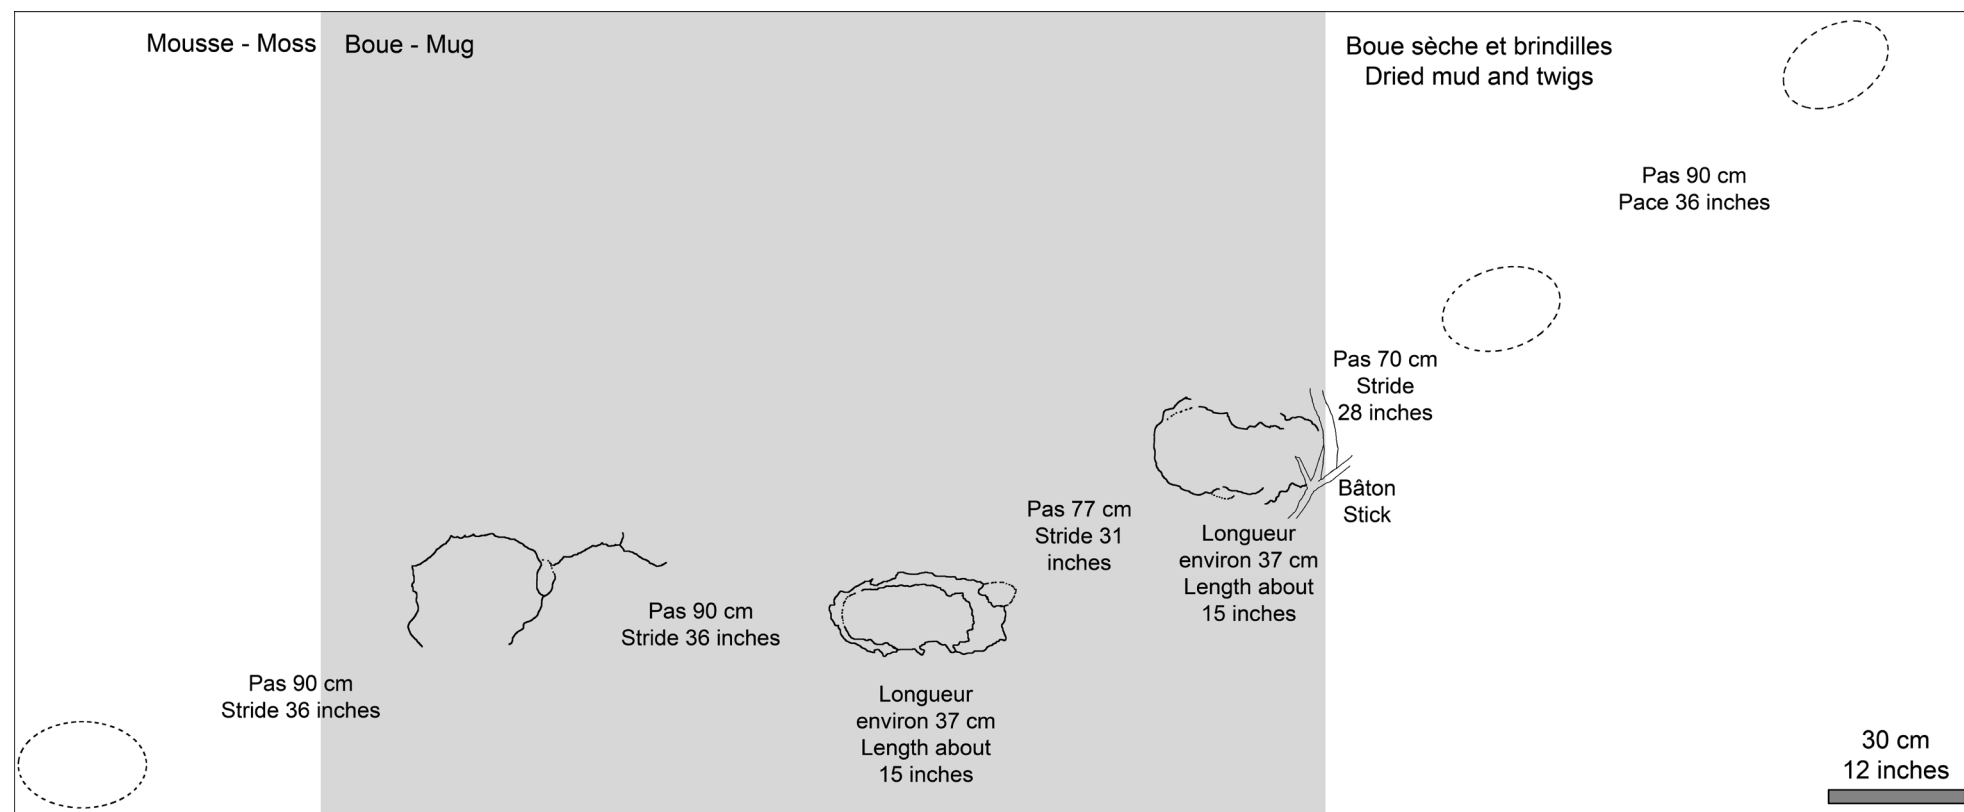 Mousse - Moss
Boue - Mug
Boue sèche et brindilles
Dried mud and twigs
Pas 90 cm
Pace 36 inches
Pas 70 cm
Stride
28 inches
Bâton
Stick
Pas 77 cm
Stride 31
inches
Longueur
environ 37 cm
Length about
15 inches
Pas 90 cm
Stride 36 inches
Pas 90 cm
Stride 36 inches
Longueur
environ 37 cm
Length about
15 inches
30 cm
12 inches